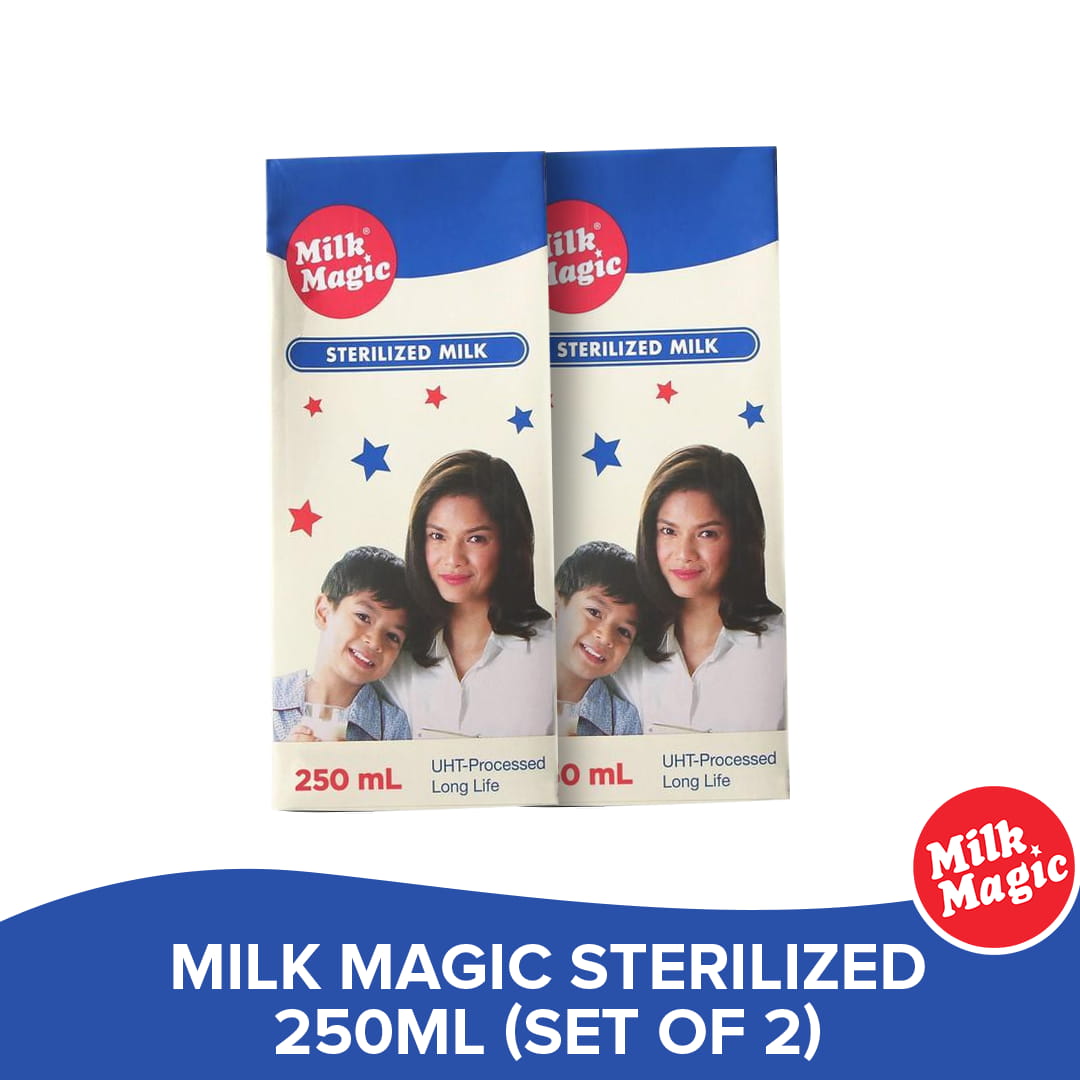 Milk®
Magic
STERILIZED MILK
250 mL
UHT-Processed
Long Life
ilk®
agic
STERILIZED MILK
0 mL
UHT-Processed
Long Life
Milk
Magic
MILK MAGIC STERILIZED
250ML (SET OF 2)